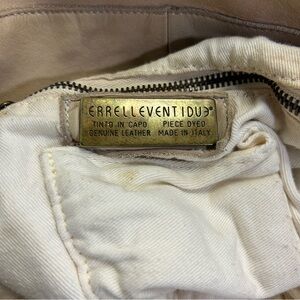 ERRELLEVENTIDUE
TINTO IN CAPO PIECE DYED
GENUINE LEATHER MADE IN ITALY